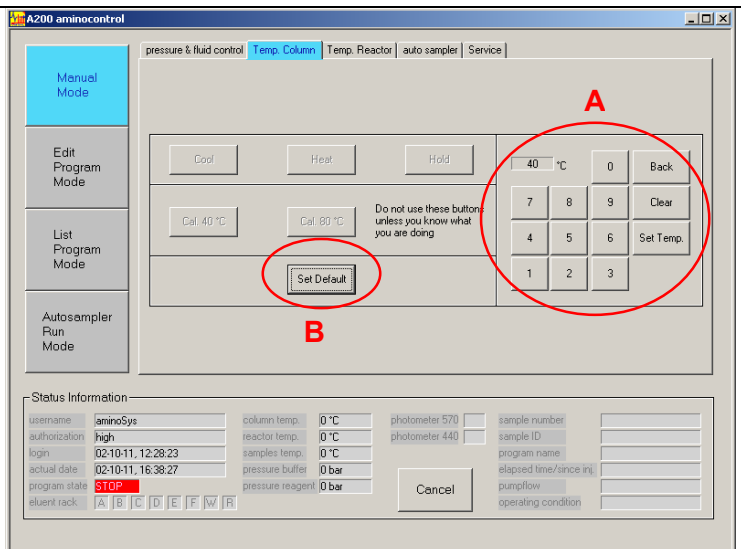 A200 aminocontrol
pressure & fluid control Temp. Column Temp. Reactor auto sampler Service
Manual
Mode
Edit
Program
Mode
List
Program
Mode
Autosampler
Run
Mode
Cool Heat Hold
Cal. 40 °C Cal. 80 °C
Do not use these buttons
unless you know what
you are doing
Set Default
B
A
40 °C 0 Back
7 8 9 Clear
4 5 6 Set Temp.
1 2 3
Status Information
username aminoSys
authorization high
login 02-10-11, 12:28:23
actual date 02-10-11, 16:38:27
program state STOP
eluent rack A B C D E F W R
column temp. 0 °C
reactor temp. 0 °C
samples temp. 0 °C
pressure buffer 0 bar
pressure reagent 0 bar
photometer 570
photometer 440
Cancel
sample number
sample ID
program name
elapsed time/since inj.
pumpflow
operating condition